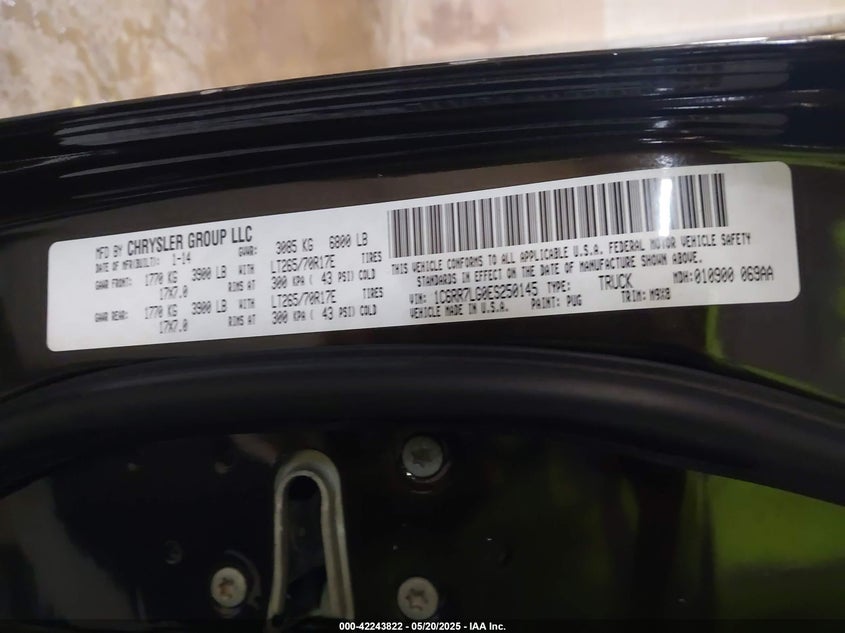 MFD BY CHRYSLER GROUP LLC
DATE OF MFR(BUILT): 1-14 GVWR: 3085 KG 6800 LB
GAWR FRONT: 1770 KG 3900 LB WITH LT265/70R17E TIRES
17X7.0 RIMS AT 300 KPA ( 43 PSI) COLD
GAWR REAR: 1770 KG 3900 LB WITH LT265/70R17E TIRES
17X7.0 RIMS AT 300 KPA ( 43 PSI) COLD
THIS VEHICLE CONFORMS TO ALL APPLICABLE U.S.A. FEDERAL MOTOR VEHICLE SAFETY
STANDARDS IN EFFECT ON THE DATE OF MANUFACTURE SHOWN ABOVE.
VIN: 1C6RR7LG0ES250145 TYPE: TRUCK MDH: 010900 069AA
VEHICLE MADE IN U.S.A. PAINT: PUG TRIM: M9X8
000-42243822 - 05/20/2025 - IAA Inc.